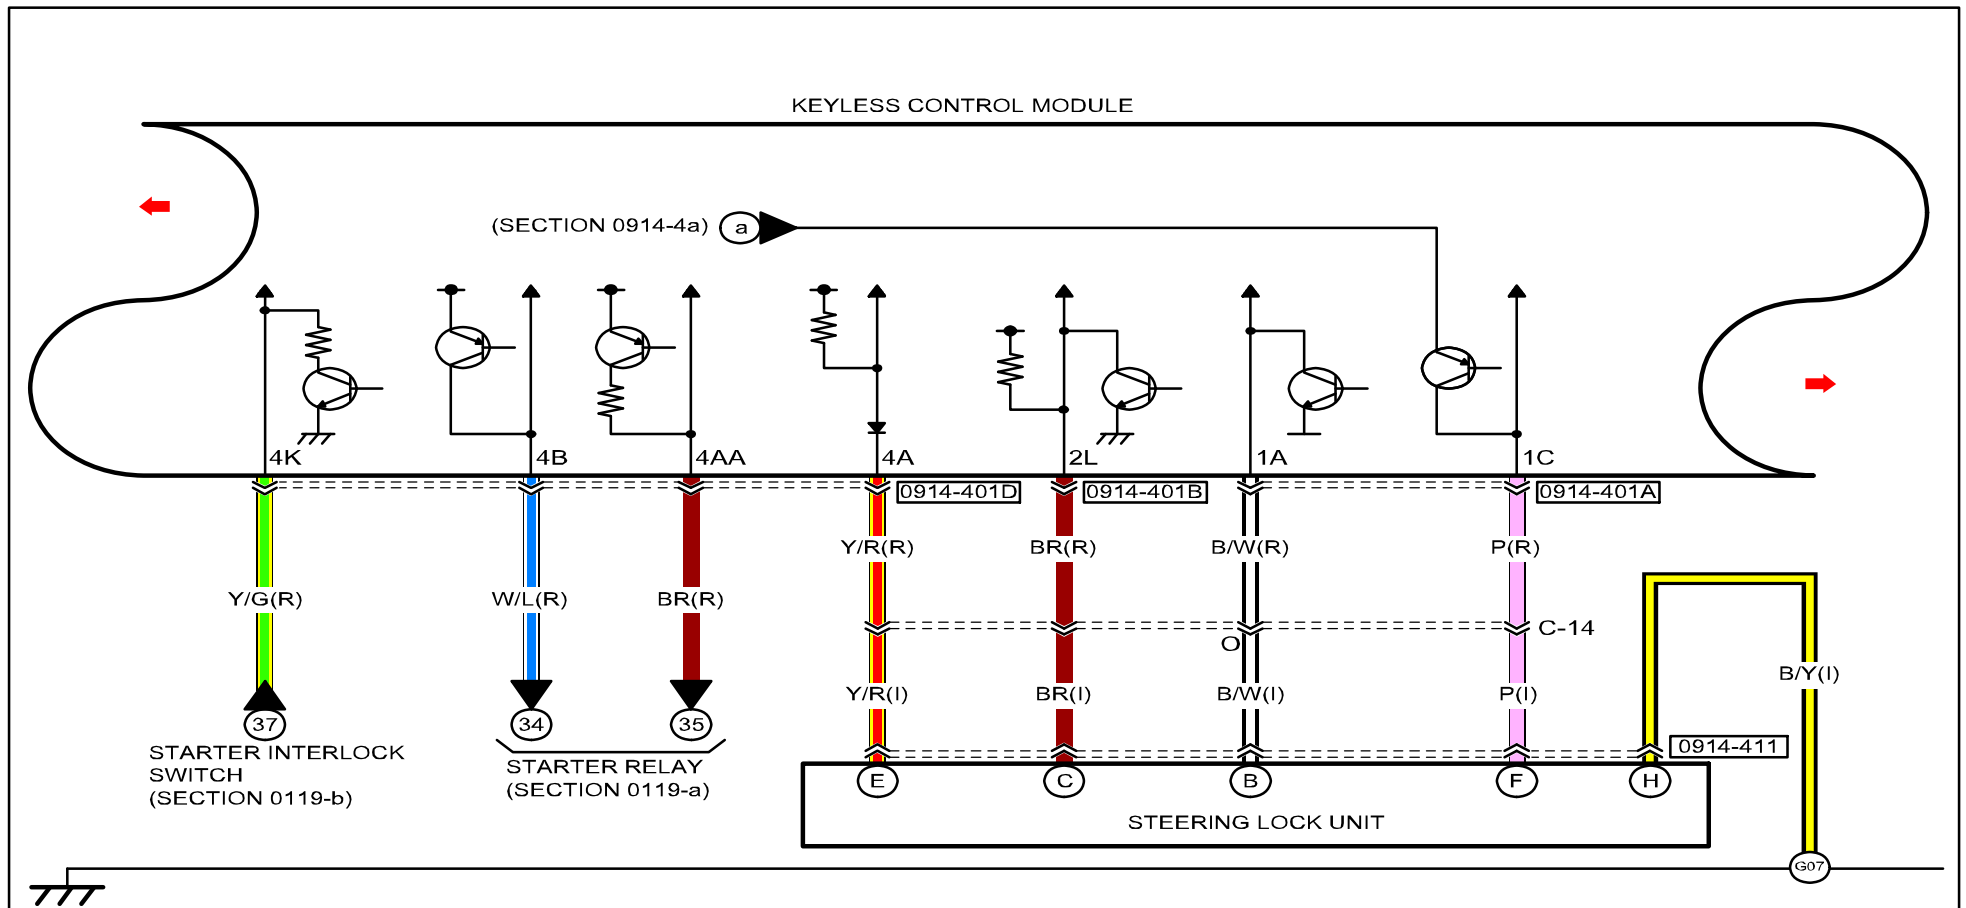 KEYLESS CONTROL MODULE
(SECTION 0914-4a) a
4K 4B 4AA 4A 2L 1A 1C
0914-401D 0914-401B 0914-401A
Y/R(R) BR(R) B/W(R) P(R)
Y/G(R) W/L(R) BR(R)
C-14
O
B/Y(I)
Y/R(I) BR(I) B/W(I) P(I)
37 34 35
0914-411
STARTER INTERLOCK
SWITCH
(SECTION 0119-b)
STARTER RELAY
(SECTION 0119-a)
E C B F H
STEERING LOCK UNIT
G07